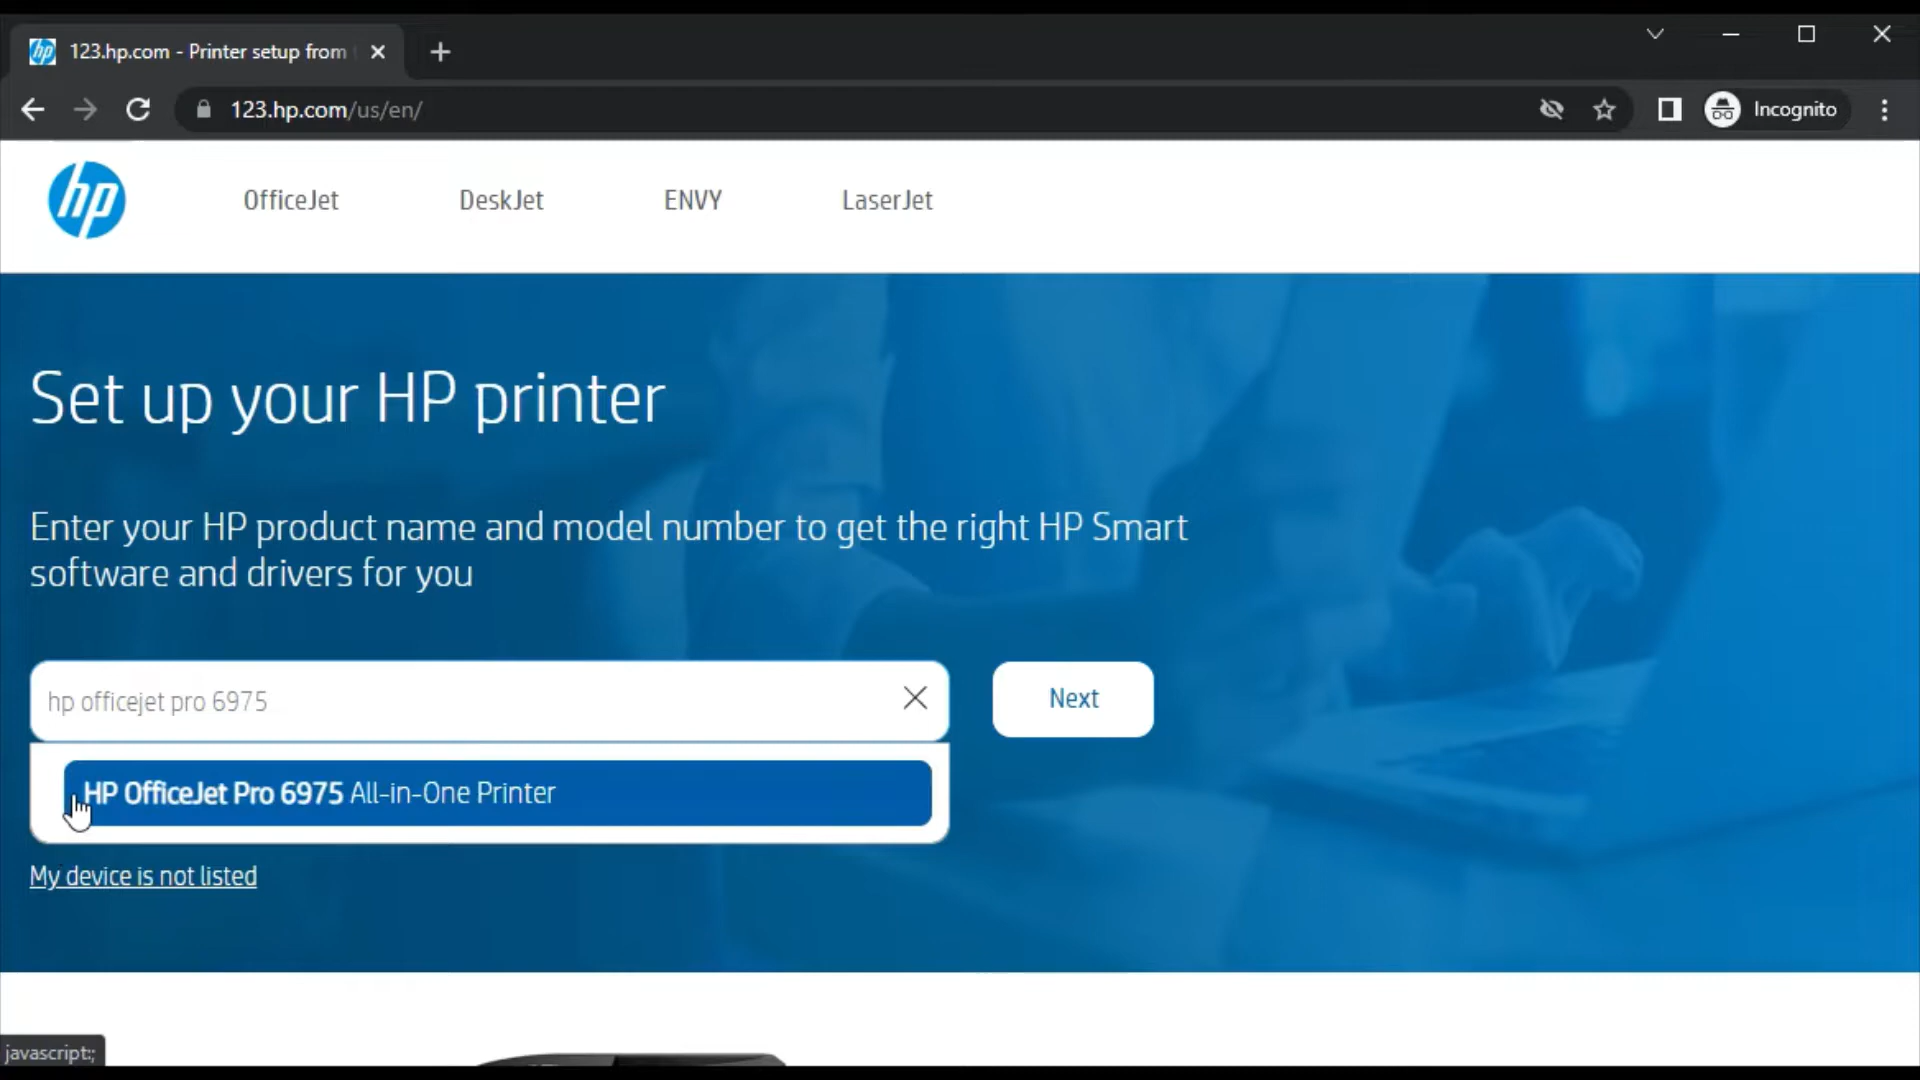 123.hp.com - Printer setup from
123.hp.com/us/en/
Incognito
hp
OfficeJet
DeskJet
ENVY
LaserJet
Set up your HP printer
Enter your HP product name and model number to get the right HP Smart
software and drivers for you
hp officejet pro 6975
Next
HP OfficeJet Pro 6975 All-in-One Printer
My device is not listed
javascript:;